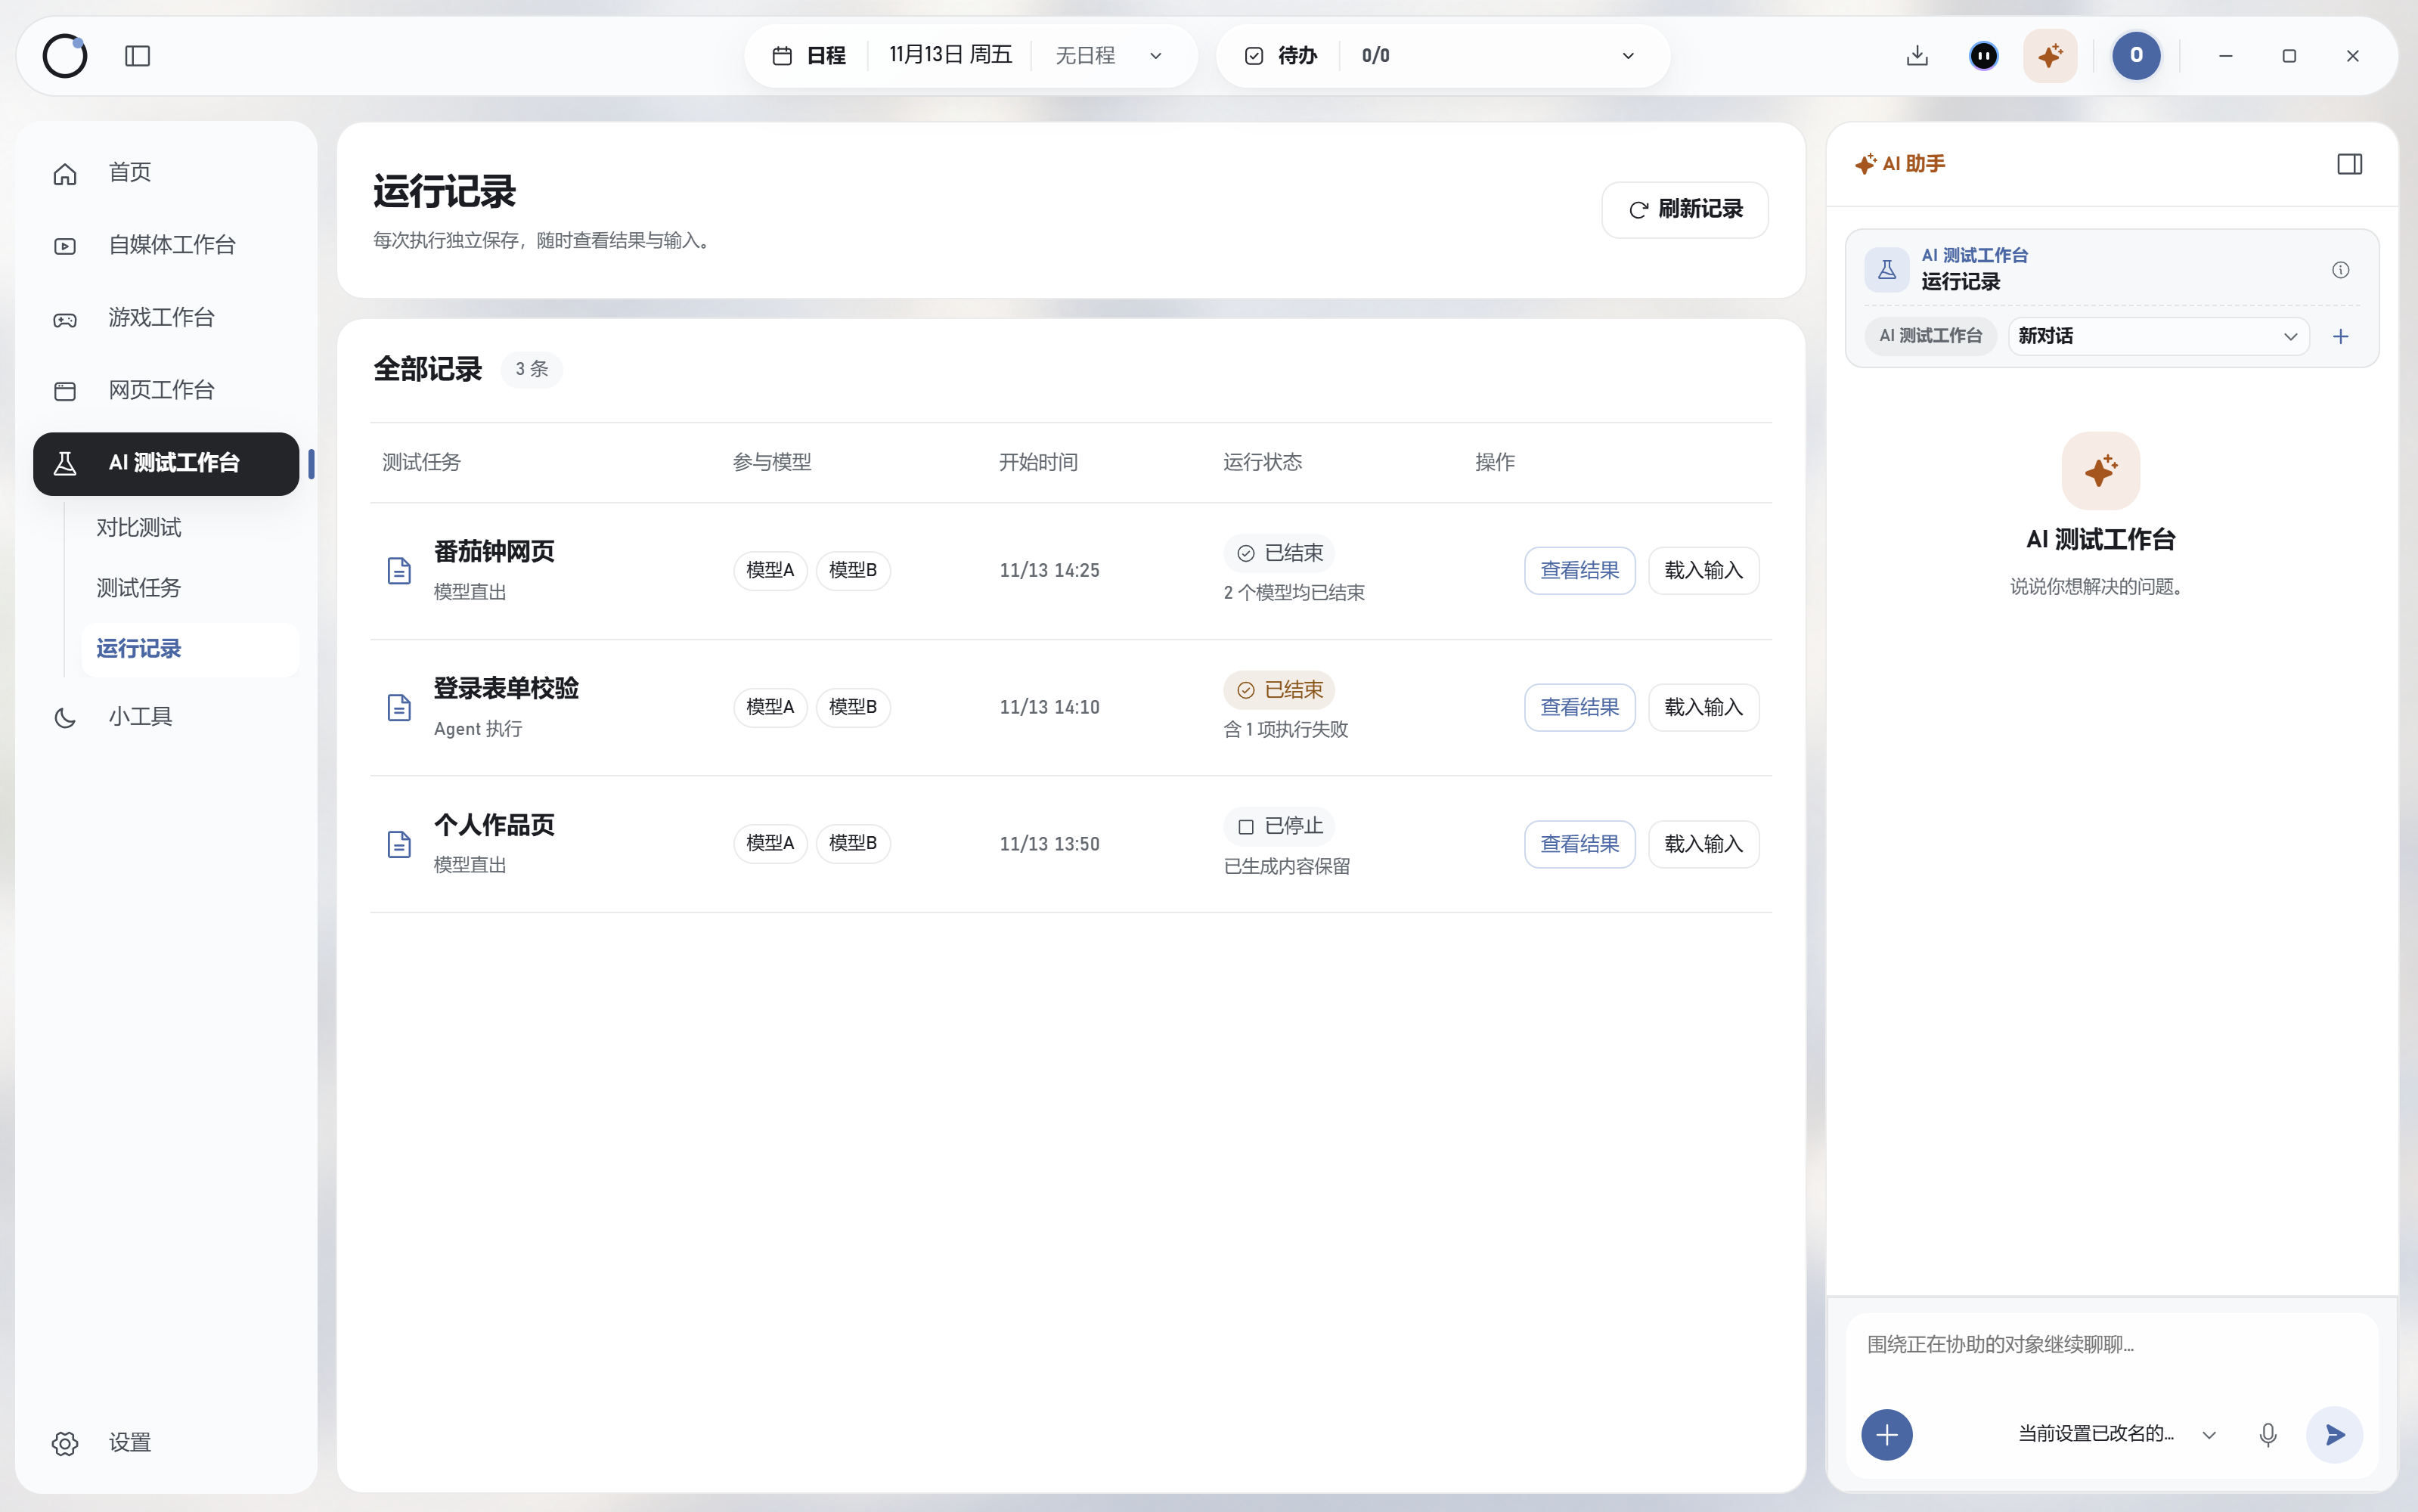 日程 11月13日 周五 无日程
待办 0/0
0
首页
自媒体工作台
游戏工作台
网页工作台
AI 测试工作台
对比测试
测试任务
运行记录
小工具
设置
运行记录
每次执行独立保存，随时查看结果与输入。
刷新记录
全部记录 3 条
测试任务 参与模型 开始时间 运行状态 操作
番茄钟网页
模型直出
模型A 模型B
11/13 14:25
已结束
2 个模型均已结束
查看结果 载入输入
登录表单校验
Agent 执行
模型A 模型B
11/13 14:10
已结束
含 1 项执行失败
查看结果 载入输入
个人作品页
模型直出
模型A 模型B
11/13 13:50
已停止
已生成内容保留
查看结果 载入输入
AI 助手
AI 测试工作台
运行记录
AI 测试工作台 新对话
AI 测试工作台
说说你想解决的问题。
围绕正在协助的对象继续聊聊...
当前设置已改名的...